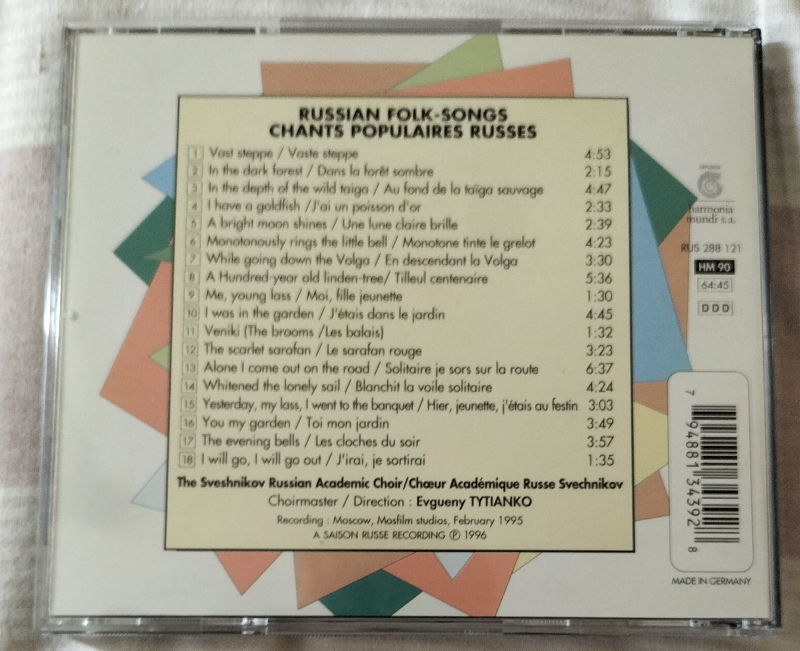 RUSSIAN FOLK-SONGS
CHANTS POPULAIRES RUSSES
1 Vast steppe / Vaste steppe 4:53
2 In the dark forest / Dans la forêt sombre 2:15
3 In the depth of the wild taiga / Au fond de la taïga sauvage 4:47
4 I have a goldfish /J'ai un poisson d'or 2:33
5 A bright moon shines / Une lune claire brille 2:39
6 Monotonously rings the little bell / Monotone tinte le grelot 4:23
7 While going down the Volga / En descendant la Volga 3:30
8 A Hundred-year old linden-tree/ Tilleul centenaire 5:36
9 Me, young lass / Moi, fille jeunette 1:30
10 I was in the garden / J'étais dans le jardin 4:45
11 Veniki (The brooms /Les balais) 1:32
12 The scarlet sarafan / Le sarafan rouge 3:23
13 Alone I come out on the road / Solitaire je sors sur la route 6:37
14 Whitened the lonely sail / Blanchit la voile solitaire 4:24
15 Yesterday, my lass, I went to the banquet / Hier, jeunette, j'étais au festin 3:03
16 You my garden / Toi mon jardin 3:49
17 The evening bells / Les cloches du soir 3:57
18 I will go, I will go out / J'irai, je sortirai 1:35
The Sveshnikov Russian Academic Choir/Chœur Académique Russe Svechnikov
Choirmaster / Direction : Evgueny TYTIANKO
Recording : Moscow, Mosfilm studios, February 1995
A SAISON RUSSE RECORDING ℗ 1996
harmonia
mundi s.a.
RUS 288 121
HM 90
64:45
DDD
7 94881 34392 8
MADE IN GERMANY